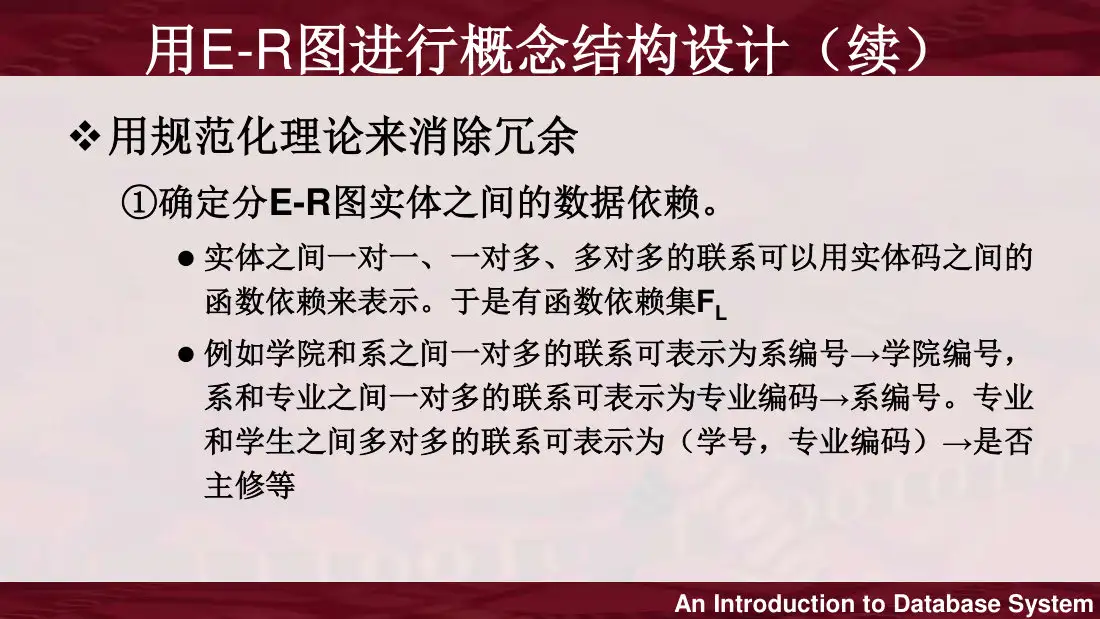 用E-R图进行概念结构设计（续）
❖用规范化理论来消除冗余
①确定分E-R图实体之间的数据依赖。
● 实体之间一对一、一对多、多对多的联系可以用实体码之间的
函数依赖来表示。于是有函数依赖集FL
● 例如学院和系之间一对多的联系可表示为系编号→学院编号，
系和专业之间一对多的联系可表示为专业编码→系编号。专业
和学生之间多对多的联系可表示为（学号，专业编码）→是否
主修等
An Introduction to Database System